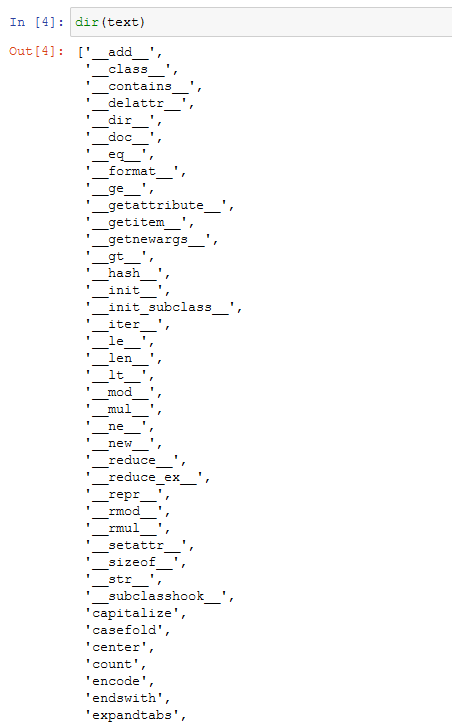 In [4]: dir(text)
Out[4]: ['__add__',
'__class__',
'__contains__',
'__delattr__',
'__dir__',
'__doc__',
'__eq__',
'__format__',
'__ge__',
'__getattribute__',
'__getitem__',
'__getnewargs__',
'__gt__',
'__hash__',
'__init__',
'__init_subclass__',
'__iter__',
'__le__',
'__len__',
'__lt__',
'__mod__',
'__mul__',
'__ne__',
'__new__',
'__reduce__',
'__reduce_ex__',
'__repr__',
'__rmod__',
'__rmul__',
'__setattr__',
'__sizeof__',
'__str__',
'__subclasshook__',
'capitalize',
'casefold',
'center',
'count',
'encode',
'endswith',
'expandtabs',